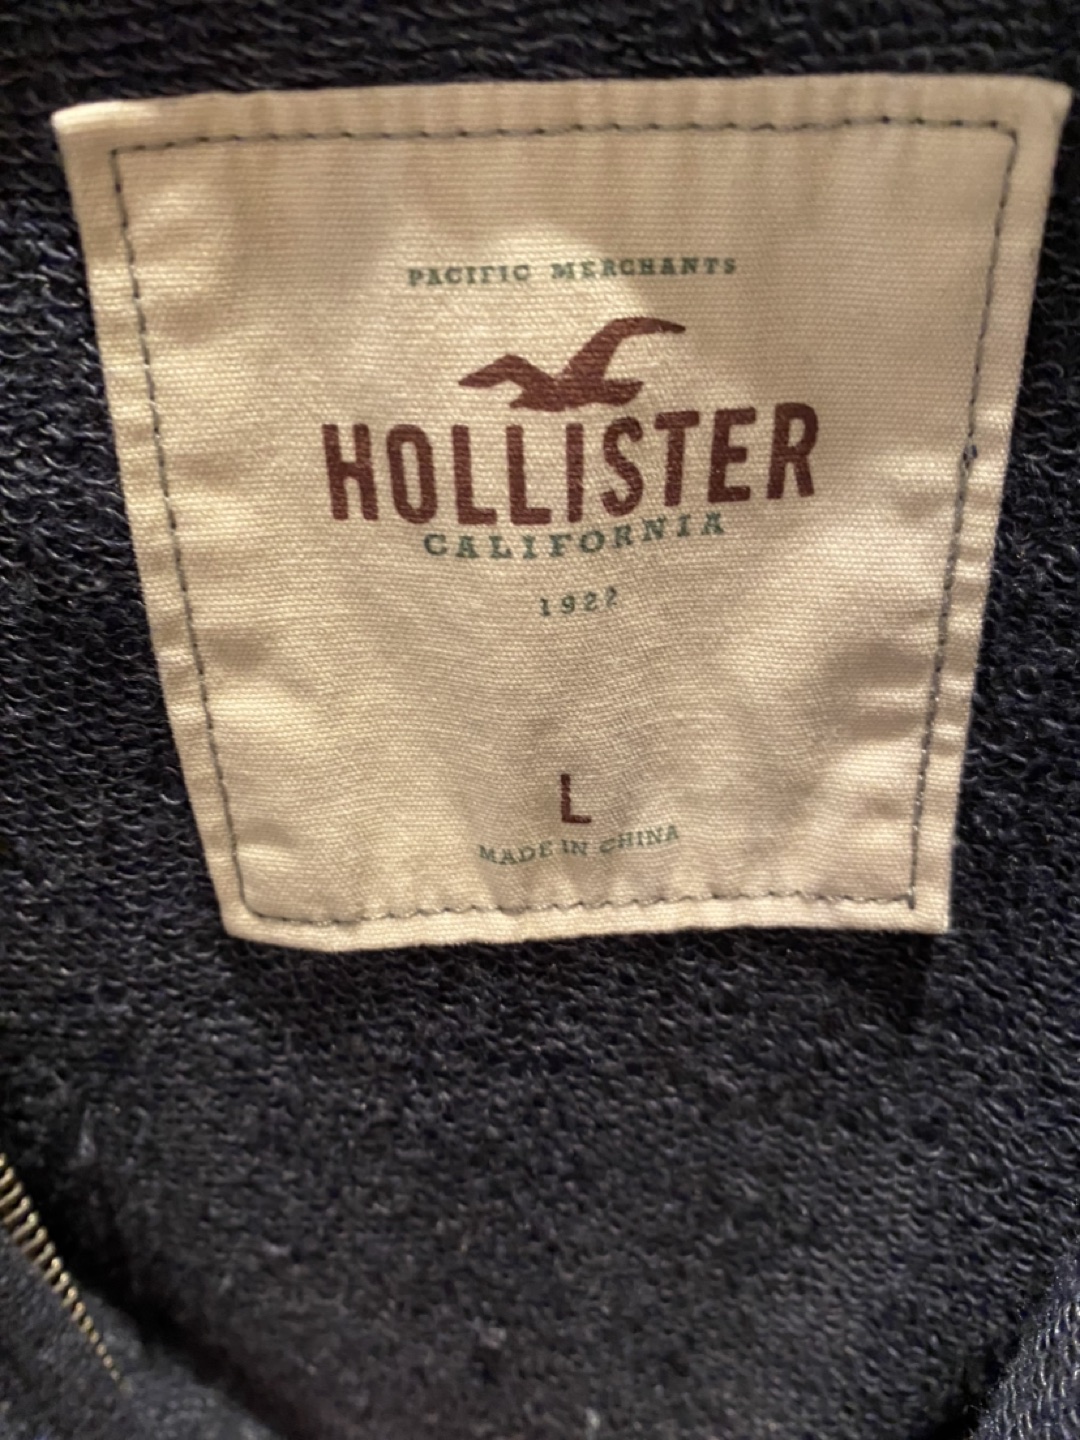 PACIFIC MERCHANTS
HOLLISTER
CALIFORNIA
1922
L
MADE IN CHINA